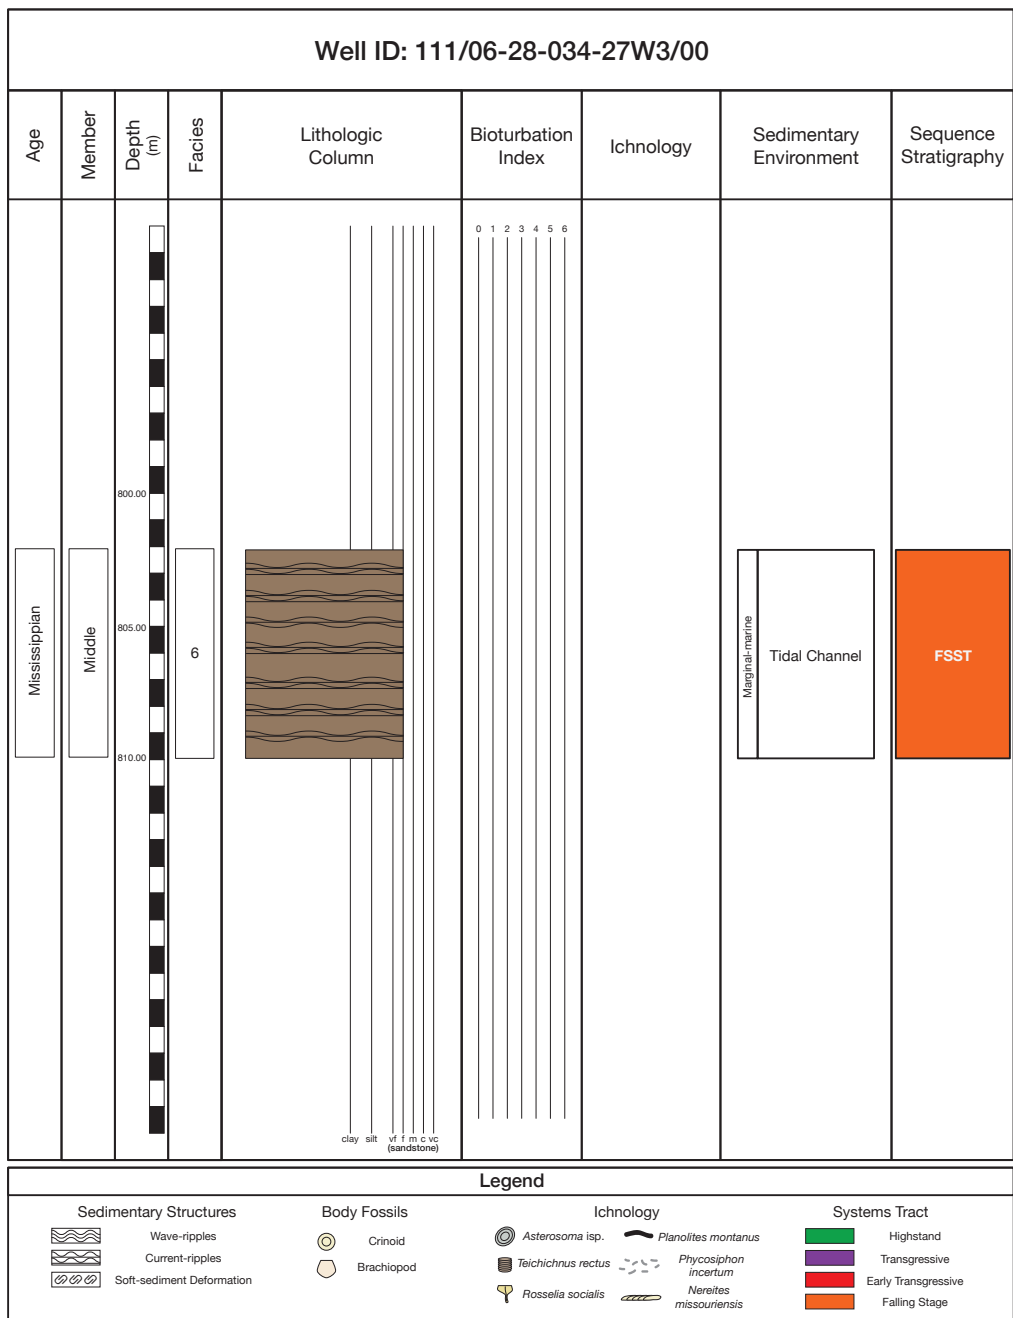 Well ID: 111/06-28-034-27W3/00
Age
Member
Depth
(m)
Facies
Lithologic
Column
Bioturbation
Index
Ichnology
Sedimentary
Environment
Sequence
Stratigraphy
0 1 2 3 4 5 6
800.00
805.00
810.00
Mississippian
Middle
6
Marginal-marine
Tidal Channel
FSST
clay silt vf f m c vc
(sandstone)
Legend
Sedimentary Structures
Wave-ripples
Current-ripples
Soft-sediment Deformation
Body Fossils
Crinoid
Brachiopod
Ichnology
Asterosoma isp.
Teichichnus rectus
Rosselia socialis
Planolites montanus
Phycosiphon
incertum
Nereites
missouriensis
Systems Tract
Highstand
Transgressive
Early Transgressive
Falling Stage